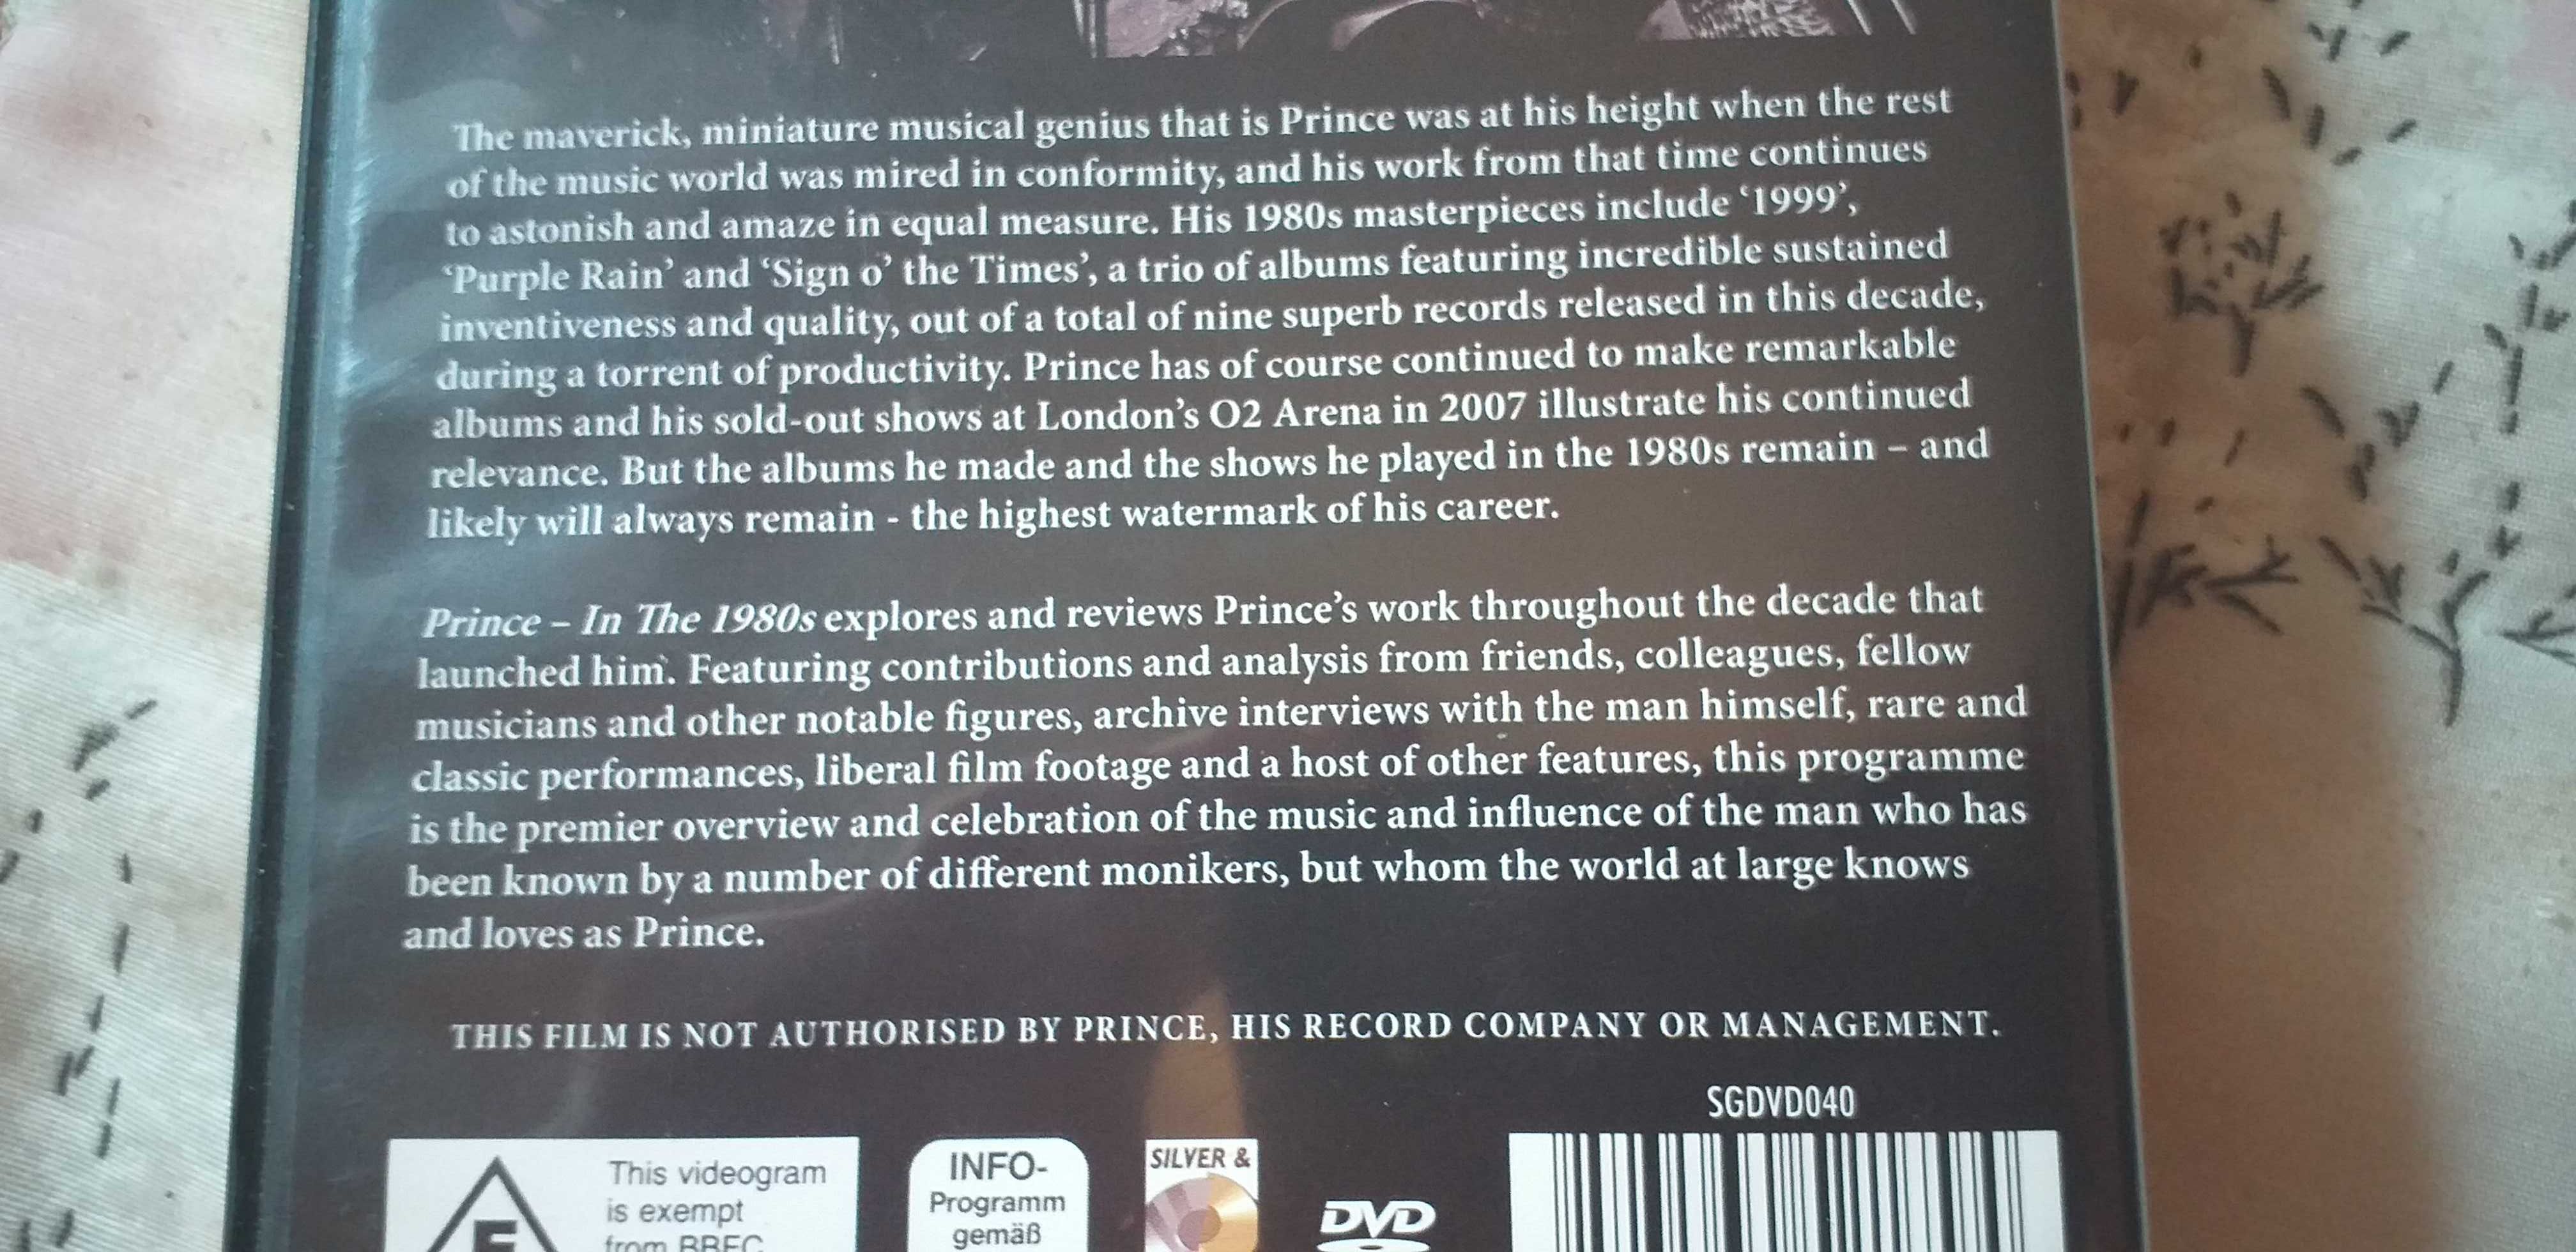 The maverick, miniature musical genius that is Prince was at his height when the rest
of the music world was mired in conformity, and his work from that time continues
to astonish and amaze in equal measure. His 1980s masterpieces include ‘1999’,
‘Purple Rain’ and ‘Sign o’ the Times’, a trio of albums featuring incredible sustained
inventiveness and quality, out of a total of nine superb records released in this decade,
during a torrent of productivity. Prince has of course continued to make remarkable
albums and his sold-out shows at London’s O2 Arena in 2007 illustrate his continued
relevance. But the albums he made and the shows he played in the 1980s remain – and
likely will always remain - the highest watermark of his career.
Prince – In The 1980s explores and reviews Prince’s work throughout the decade that
launched him. Featuring contributions and analysis from friends, colleagues, fellow
musicians and other notable figures, archive interviews with the man himself, rare and
classic performances, liberal film footage and a host of other features, this programme
is the premier overview and celebration of the music and influence of the man who has
been known by a number of different monikers, but whom the world at large knows
and loves as Prince.
THIS FILM IS NOT AUTHORISED BY PRINCE, HIS RECORD COMPANY OR MANAGEMENT.
SGDVD040
E
This videogram
is exempt
from BBFC
INFO-
Programm
gemäß
SILVER &
DVD